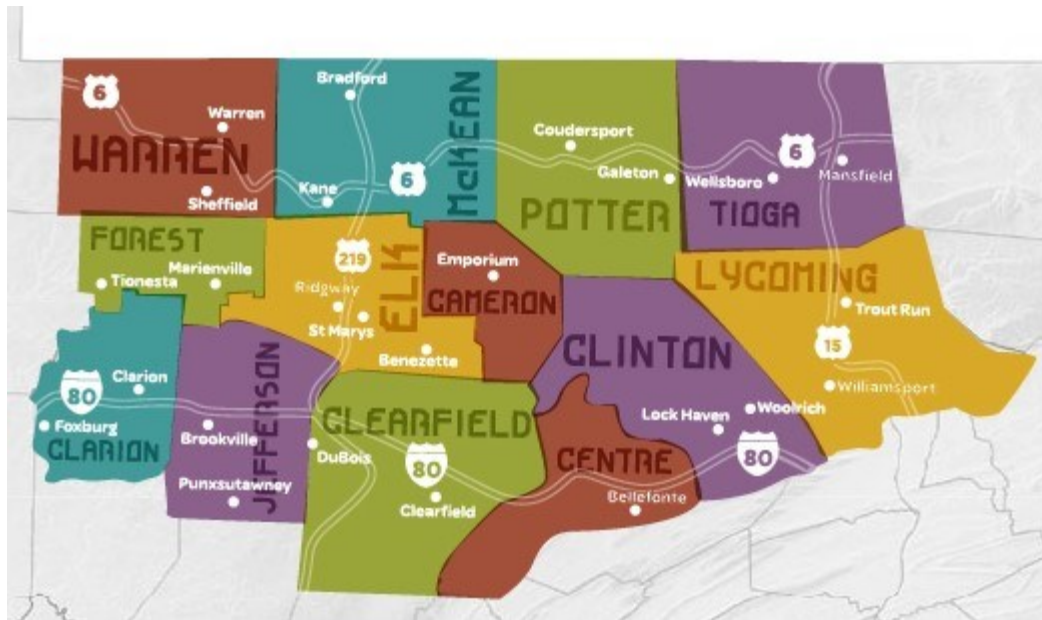 Bradford
6
Warren
WARREN
McKEAN
Coudersport
6
Mansfield
Galeton
Wellsboro
6
Kane
Sheffield
POTTER
TIOGA
FOREST
Marienville
Tionesta
219
ELK
Emporium
LYCOMING
Ridgway
CAMERON
Trout Run
St Marys
15
Benezette
CLINTON
Clarion
80
JEFFERSON
Williamsport
Woolrich
Lock Haven
Foxburg
CLARION
Brookville
CLEARFIELD
DuBois
80
CENTRE
80
Punxsutawney
Clearfield
Bellefonte